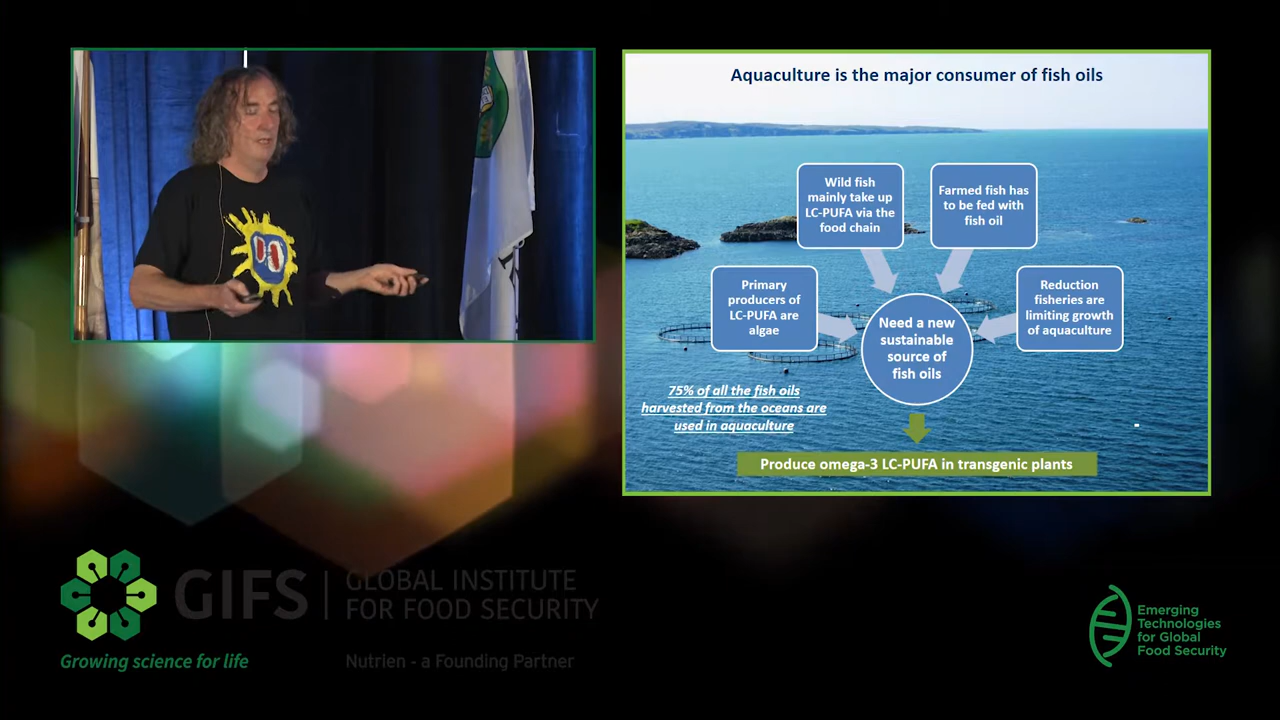 Aquaculture is the major consumer of fish oils
Wild fish
mainly take up
LC-PUFA via the
food chain
Farmed fish has
to be fed with
fish oil
Primary
producers of
LC-PUFA are
algae
Reduction
fisheries are
limiting growth
of aquaculture
Need a new
sustainable
source of
fish oils
75% of all the fish oils
harvested from the oceans are
used in aquaculture
Produce omega-3 LC-PUFA in transgenic plants
GIFS
GLOBAL INSTITUTE
FOR FOOD SECURITY
Growing science for life
Nutrien - a Founding Partner
Emerging
Technologies
for Global
Food Security